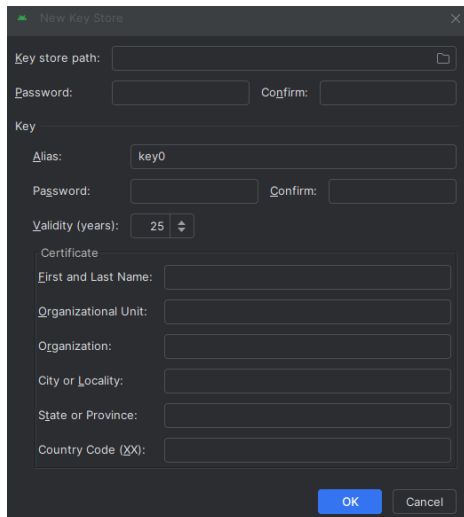 New Key Store
Key store path:
Password: Confirm:
Key
Alias: key0
Password: Confirm:
Validity (years): 25
Certificate
First and Last Name:
Organizational Unit:
Organization:
City or Locality:
State or Province:
Country Code (XX):
OK Cancel